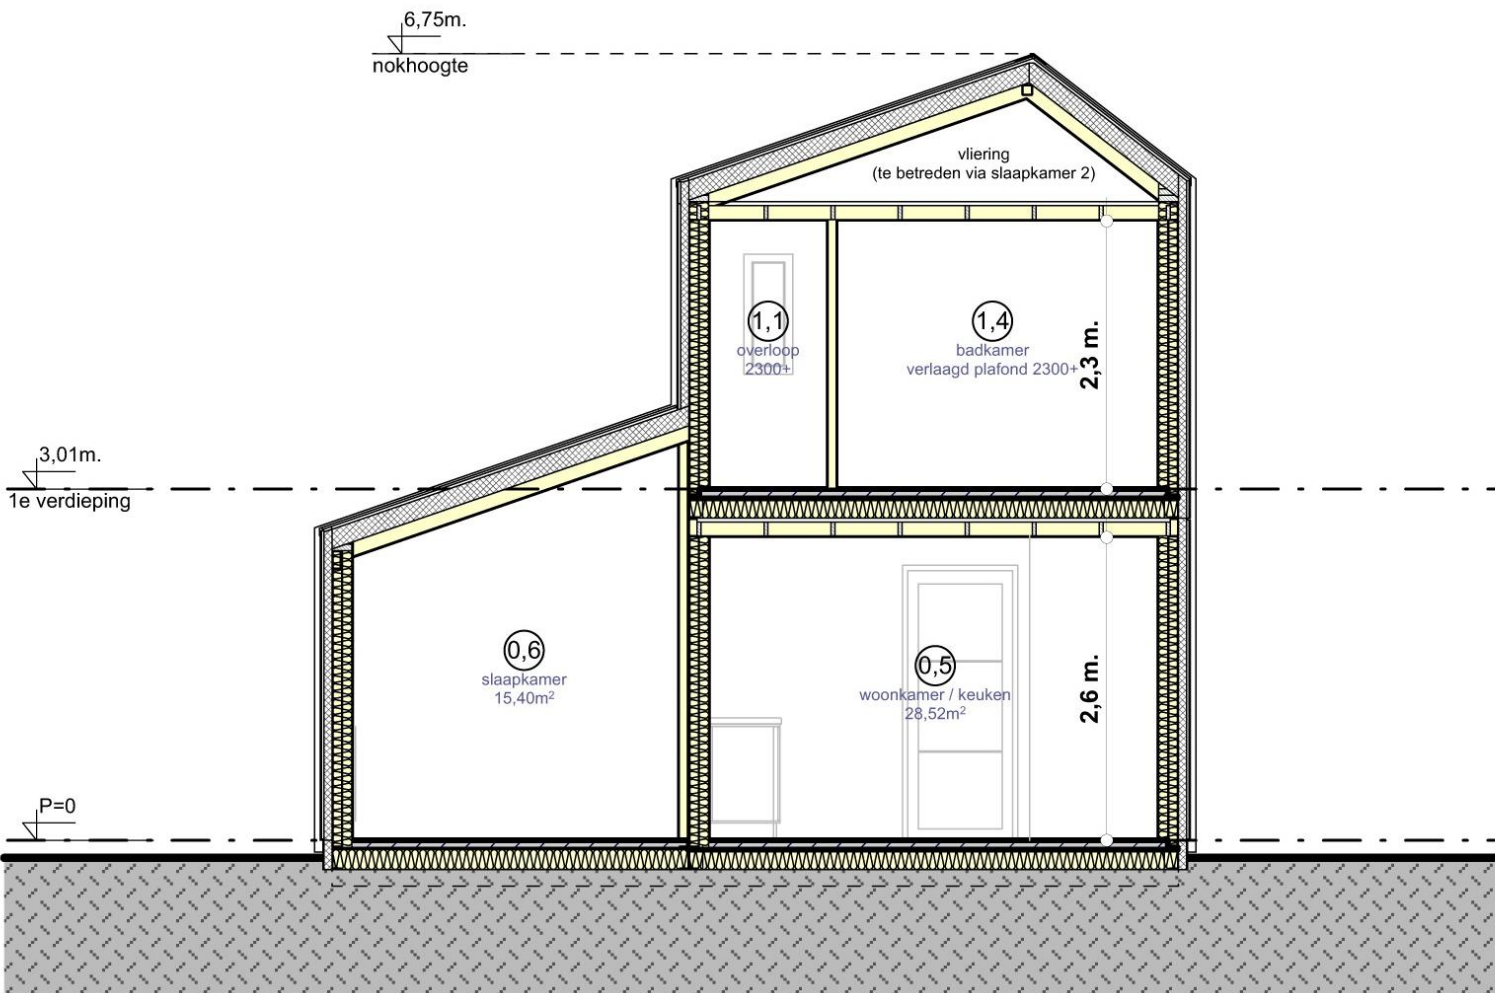 6,75m.
nokhoogte
vliering
(te betreden via slaapkamer 2)
1,1
overloop
2300+
1,4
badkamer
verlaagd plafond 2300+
2,3 m.
3,01m.
1e verdieping
0,6
slaapkamer
15,40m²
0,5
woonkamer / keuken
28,52m²
2,6 m.
P=0